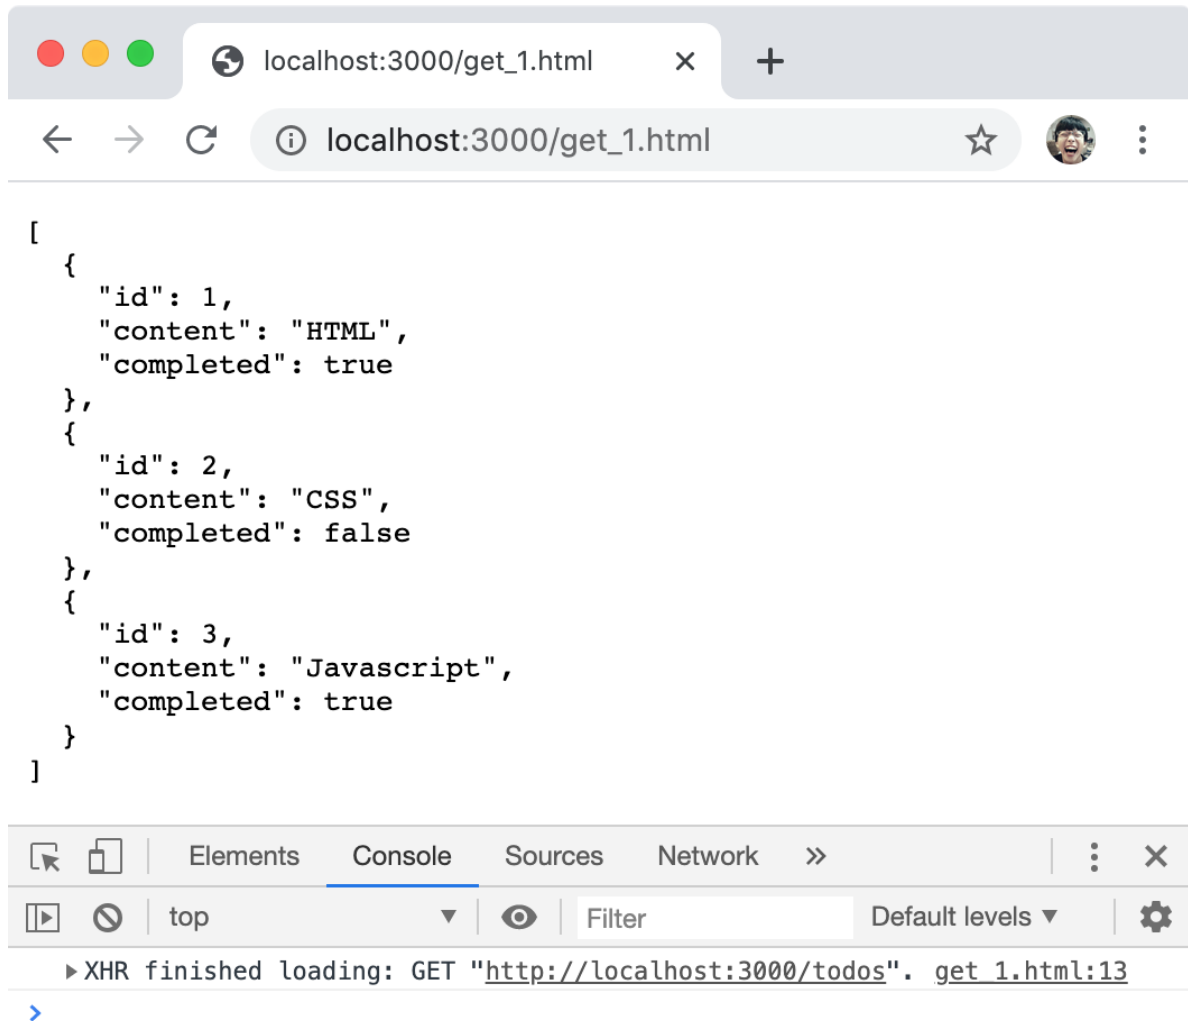 localhost:3000/get_1.html
localhost:3000/get_1.html
[
  {
    "id": 1,
    "content": "HTML",
    "completed": true
  },
  {
    "id": 2,
    "content": "CSS",
    "completed": false
  },
  {
    "id": 3,
    "content": "Javascript",
    "completed": true
  }
]
Elements Console Sources Network »
top Filter Default levels ▼
XHR finished loading: GET "http://localhost:3000/todos". get_1.html:13